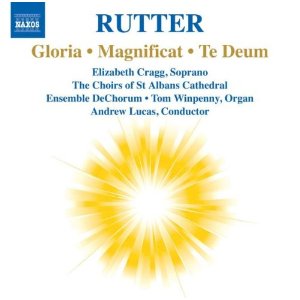 NAXOS
RUTTER
Gloria • Magnificat • Te Deum
Elizabeth Cragg, Soprano
The Choirs of St Albans Cathedral
Ensemble DeChorum • Tom Winpenny, Organ
Andrew Lucas, Conductor